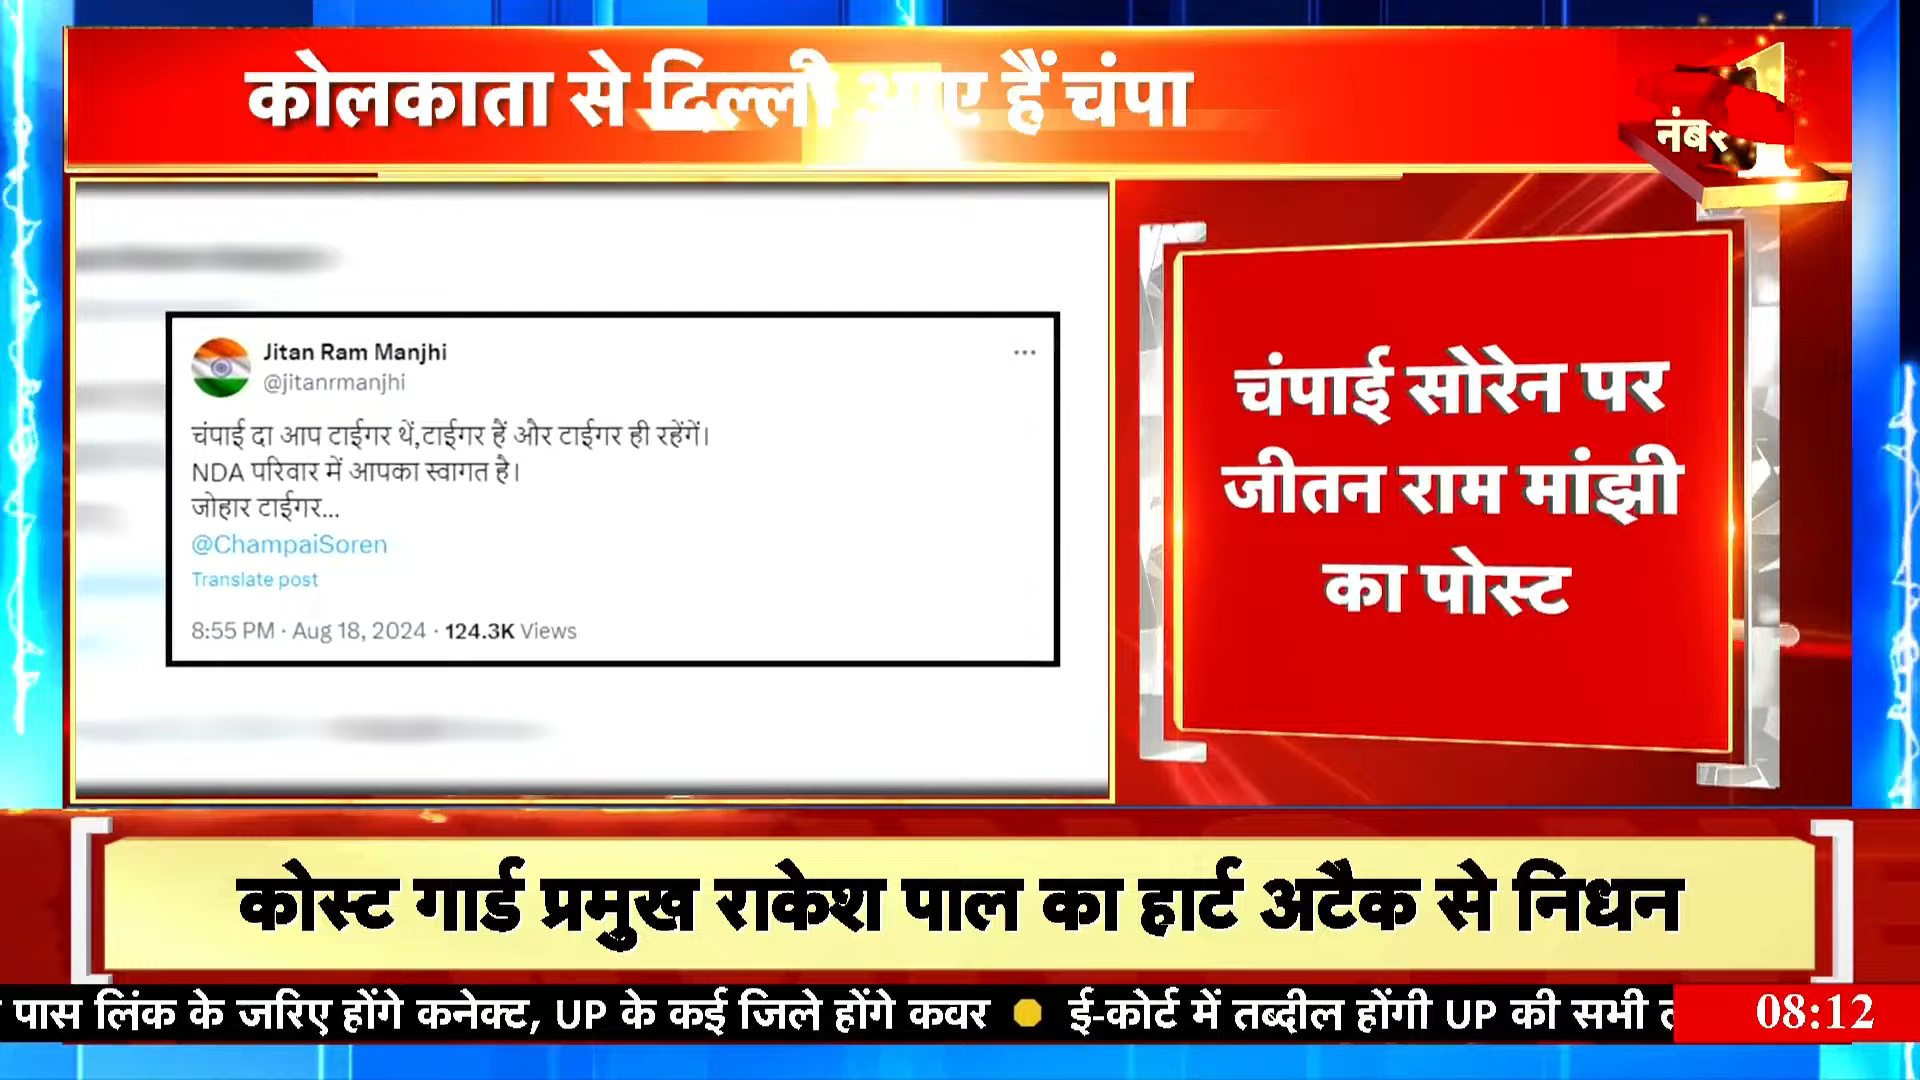 कोलकाता से दिल्ली आए हैं चंपा
नंबर 1
Jitan Ram Manjhi
@jitanrmanjhi
चंपाई दा आप टाईगर थें,टाईगर हैं और टाईगर ही रहेंगें।
NDA परिवार में आपका स्वागत है।
जोहार टाईगर...
@ChampaiSoren
Translate post
8:55 PM · Aug 18, 2024 · 124.3K Views
चंपाई सोरेन पर
जीतन राम मांझी
का पोस्ट
कोस्ट गार्ड प्रमुख राकेश पाल का हार्ट अटैक से निधन
पास लिंक के जरिए होंगे कनेक्ट, UP के कई जिले होंगे कवर ई-कोर्ट में तब्दील होंगी UP की सभी
08:12